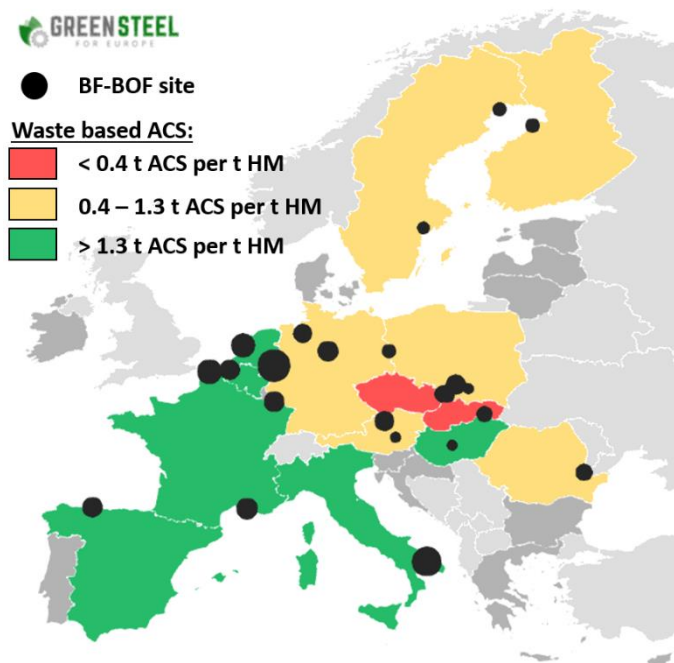 GREENSTEEL
FOR EUROPE
BF-BOF site
Waste based ACS:
< 0.4 t ACS per t HM
0.4 – 1.3 t ACS per t HM
> 1.3 t ACS per t HM